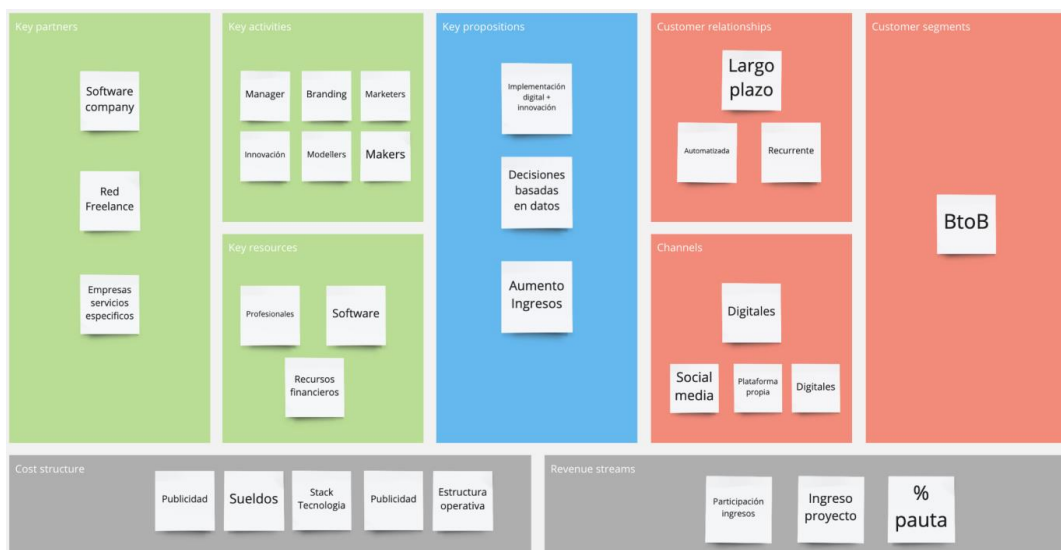 Key partners
Software
company
Red
Freelance
Empresas
servicios
especificos
Key activities
Manager
Branding
Marketers
Innovación
Modellers
Makers
Key resources
Profesionales
Software
Recursos
financieros
Key propositions
Implementación
digital +
innovación
Decisiones
basadas
en datos
Aumento
Ingresos
Customer relationships
Largo
plazo
Automatizada
Recurrente
Channels
Digitales
Social
media
Plataforma
propia
Digitales
Customer segments
BtoB
Cost structure
Publicidad
Sueldos
Stack
Tecnologia
Publicidad
Estructura
operativa
Revenue streams
Participación
ingresos
Ingreso
proyecto
%
pauta